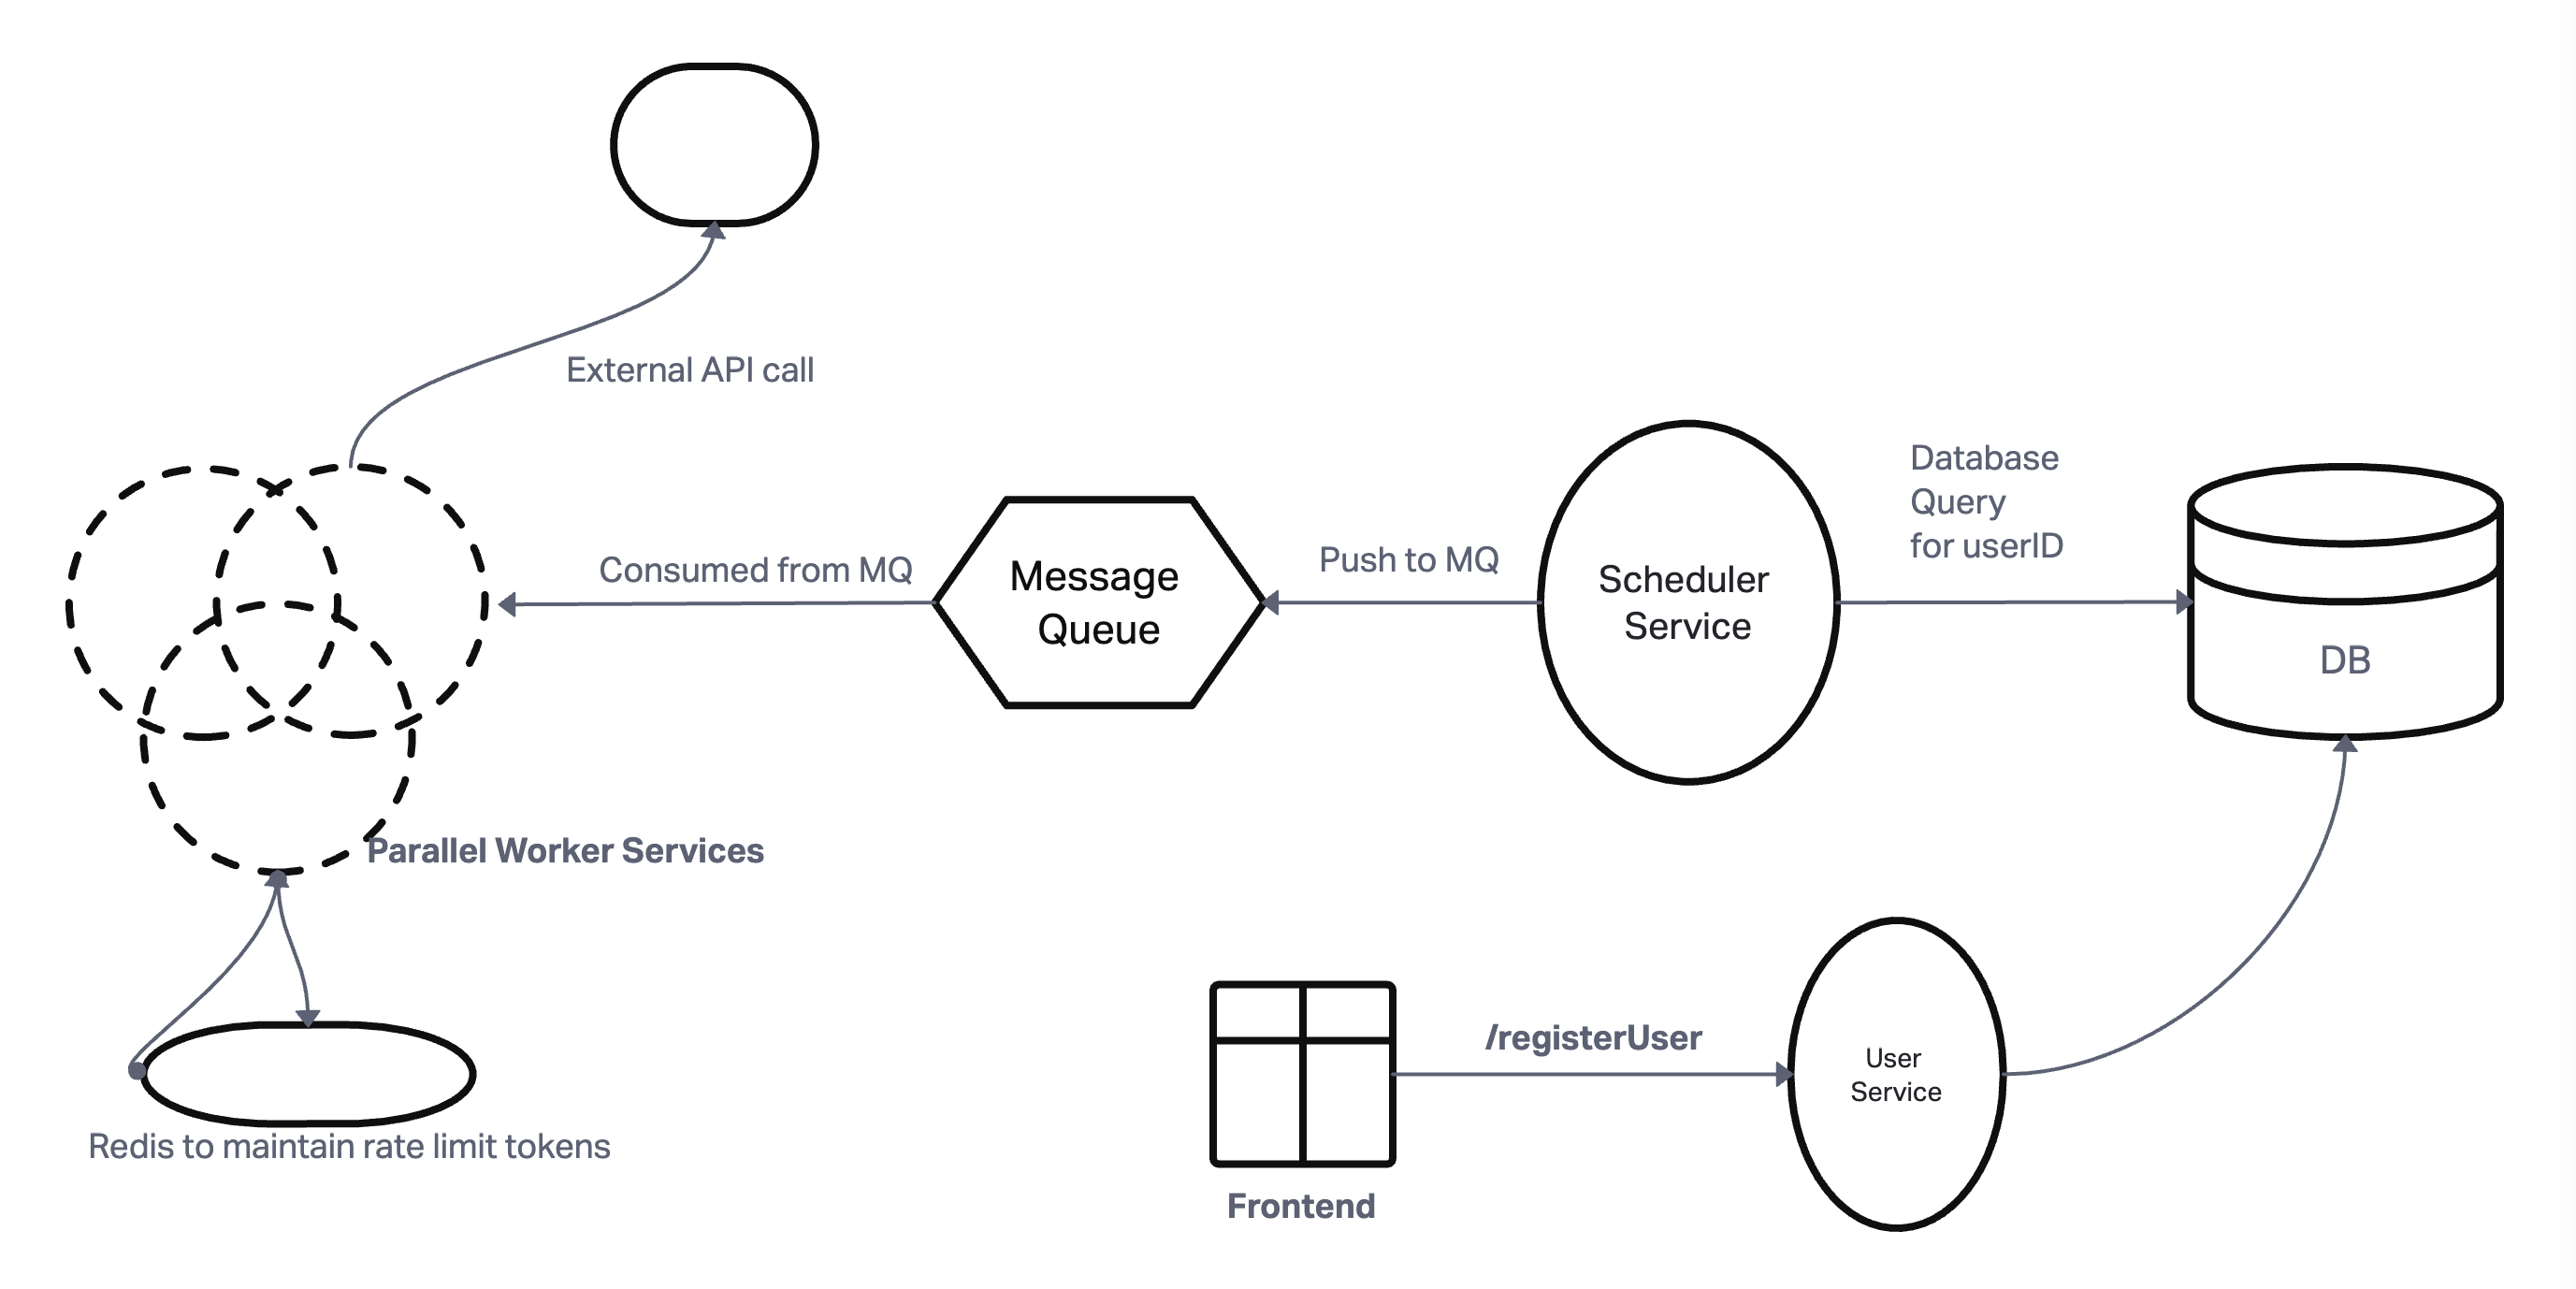 External API call
Database
Query
for userID
Consumed from MQ
Message
Queue
Push to MQ
Scheduler
Service
DB
Parallel Worker Services
/registerUser
User
Service
Redis to maintain rate limit tokens
Frontend